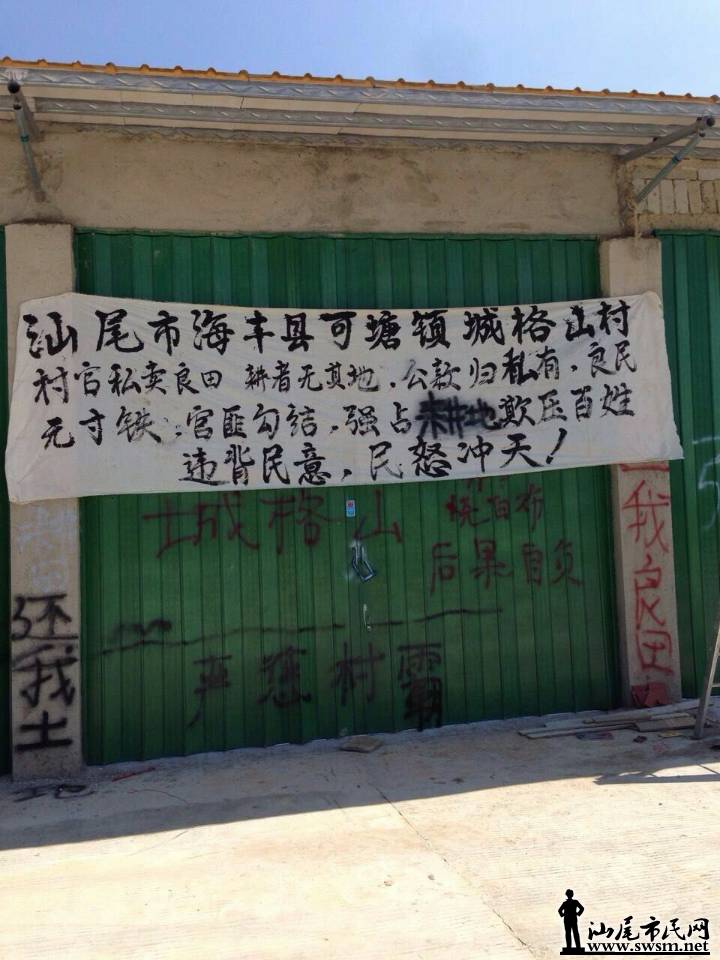 汕尾市海丰县可塘镇城格山村
村官私卖良田 耕者无其地,公款归私有,良民
无寸铁,官匪勾结,强占耕地欺压百姓
违背民意,民怒冲天!
城格山
烧百布
后果自负
严惩村霸
还我土
还我良田
汕尾市民网
www.swsm.net